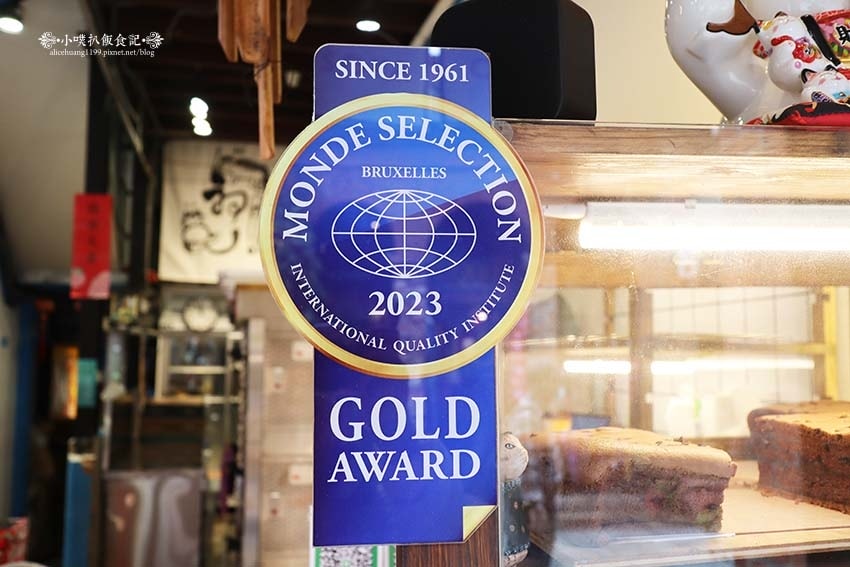 小噗扒飯食記
alicehuang1199.pixnet.net/blog
SINCE 1961
MONDE SELECTION
BRUXELLES
2023
INTERNATIONAL QUALITY INSTITUTE
GOLD
AWARD